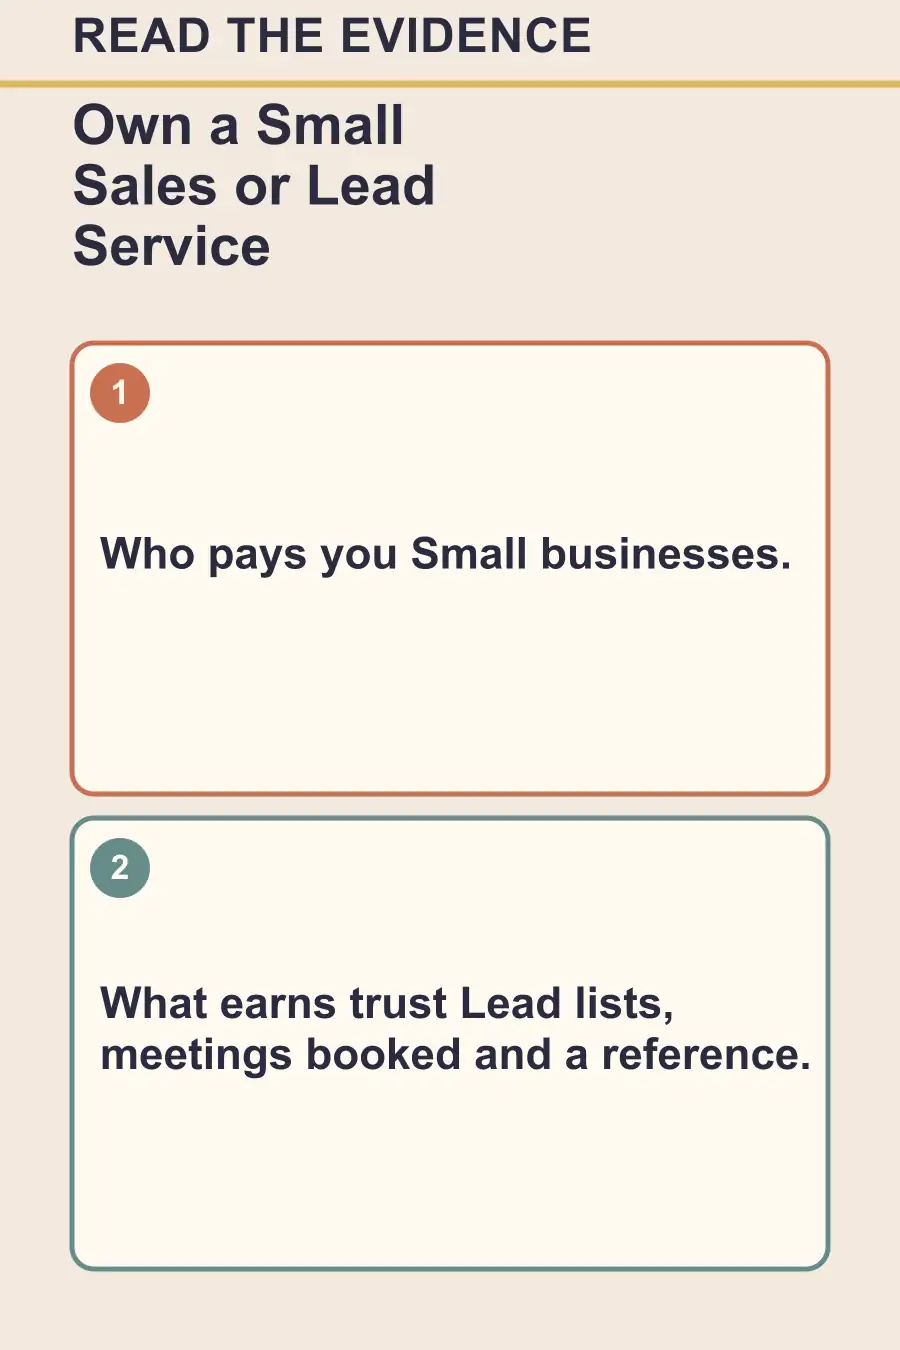 READ THE EVIDENCE
Own a Small
Sales or Lead
Service
1
Who pays you Small businesses.
2
What earns trust Lead lists,
meetings booked and a reference.